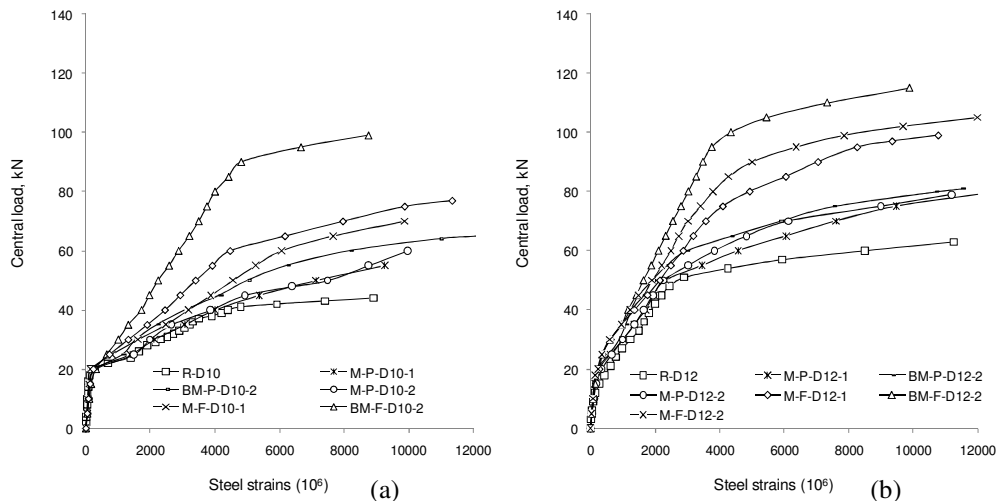 140
120
100
80
60
40
20
0
Central load, kN
R-D10
M-P-D10-1
BM-P-D10-2
M-P-D10-2
M-F-D10-1
BM-F-D10-2
0 2000 4000 6000 8000 10000 12000
Steel strains (10⁶)
(a)
140
120
100
80
60
40
20
0
Central load, kN
R-D12
M-P-D12-1
BM-P-D12-2
M-P-D12-2
M-F-D12-1
BM-F-D12-2
M-F-D12-2
0 2000 4000 6000 8000 10000 12000
Steel strains (10⁶)
(b)